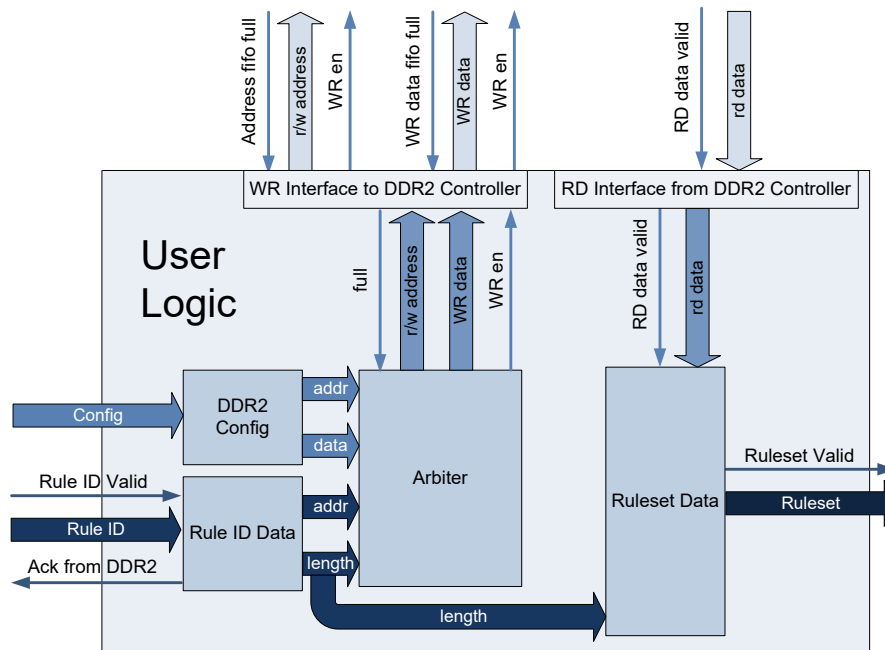 Address fifo full
r/w address
WR en
WR data fifo full
WR data
WR en
RD data valid
rd data
WR Interface to DDR2 Controller
RD Interface from DDR2 Controller
User
Logic
full
r/w address
WR data
WR en
RD data valid
rd data
Config
DDR2
Config
addr
data
Arbiter
Rule ID Valid
Rule ID
Ack from DDR2
Rule ID Data
addr
length
length
Ruleset Data
Ruleset Valid
Ruleset